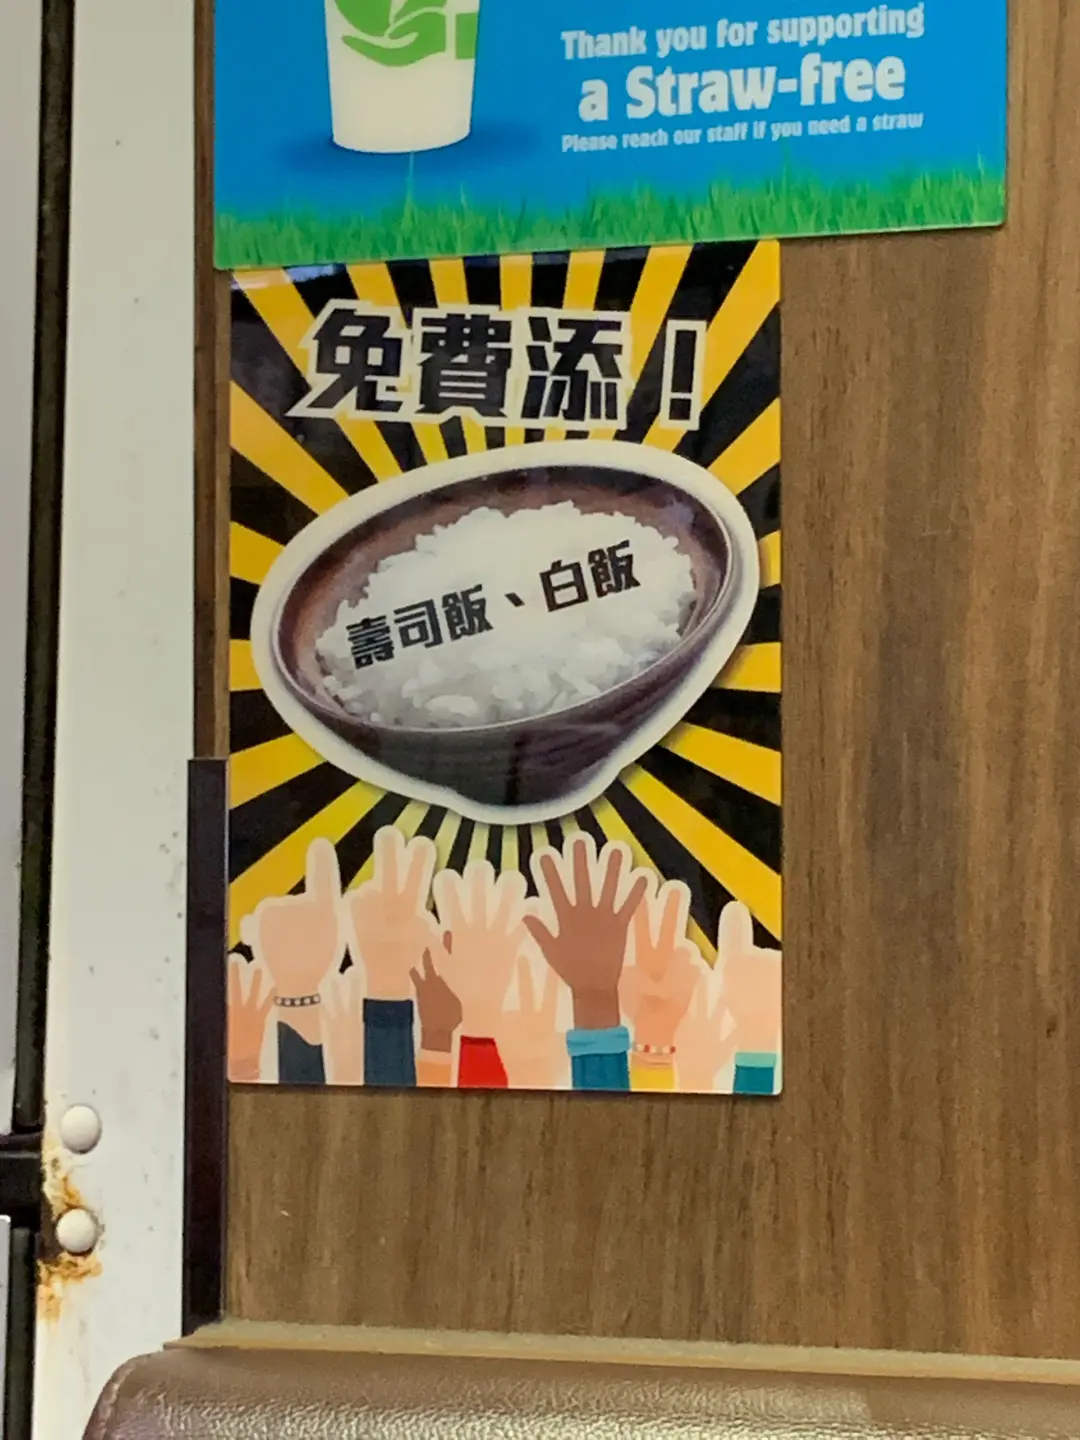 Thank you for supporting
a Straw-free
Please reach our staff if you need a straw
免費添！
壽司飯、白飯